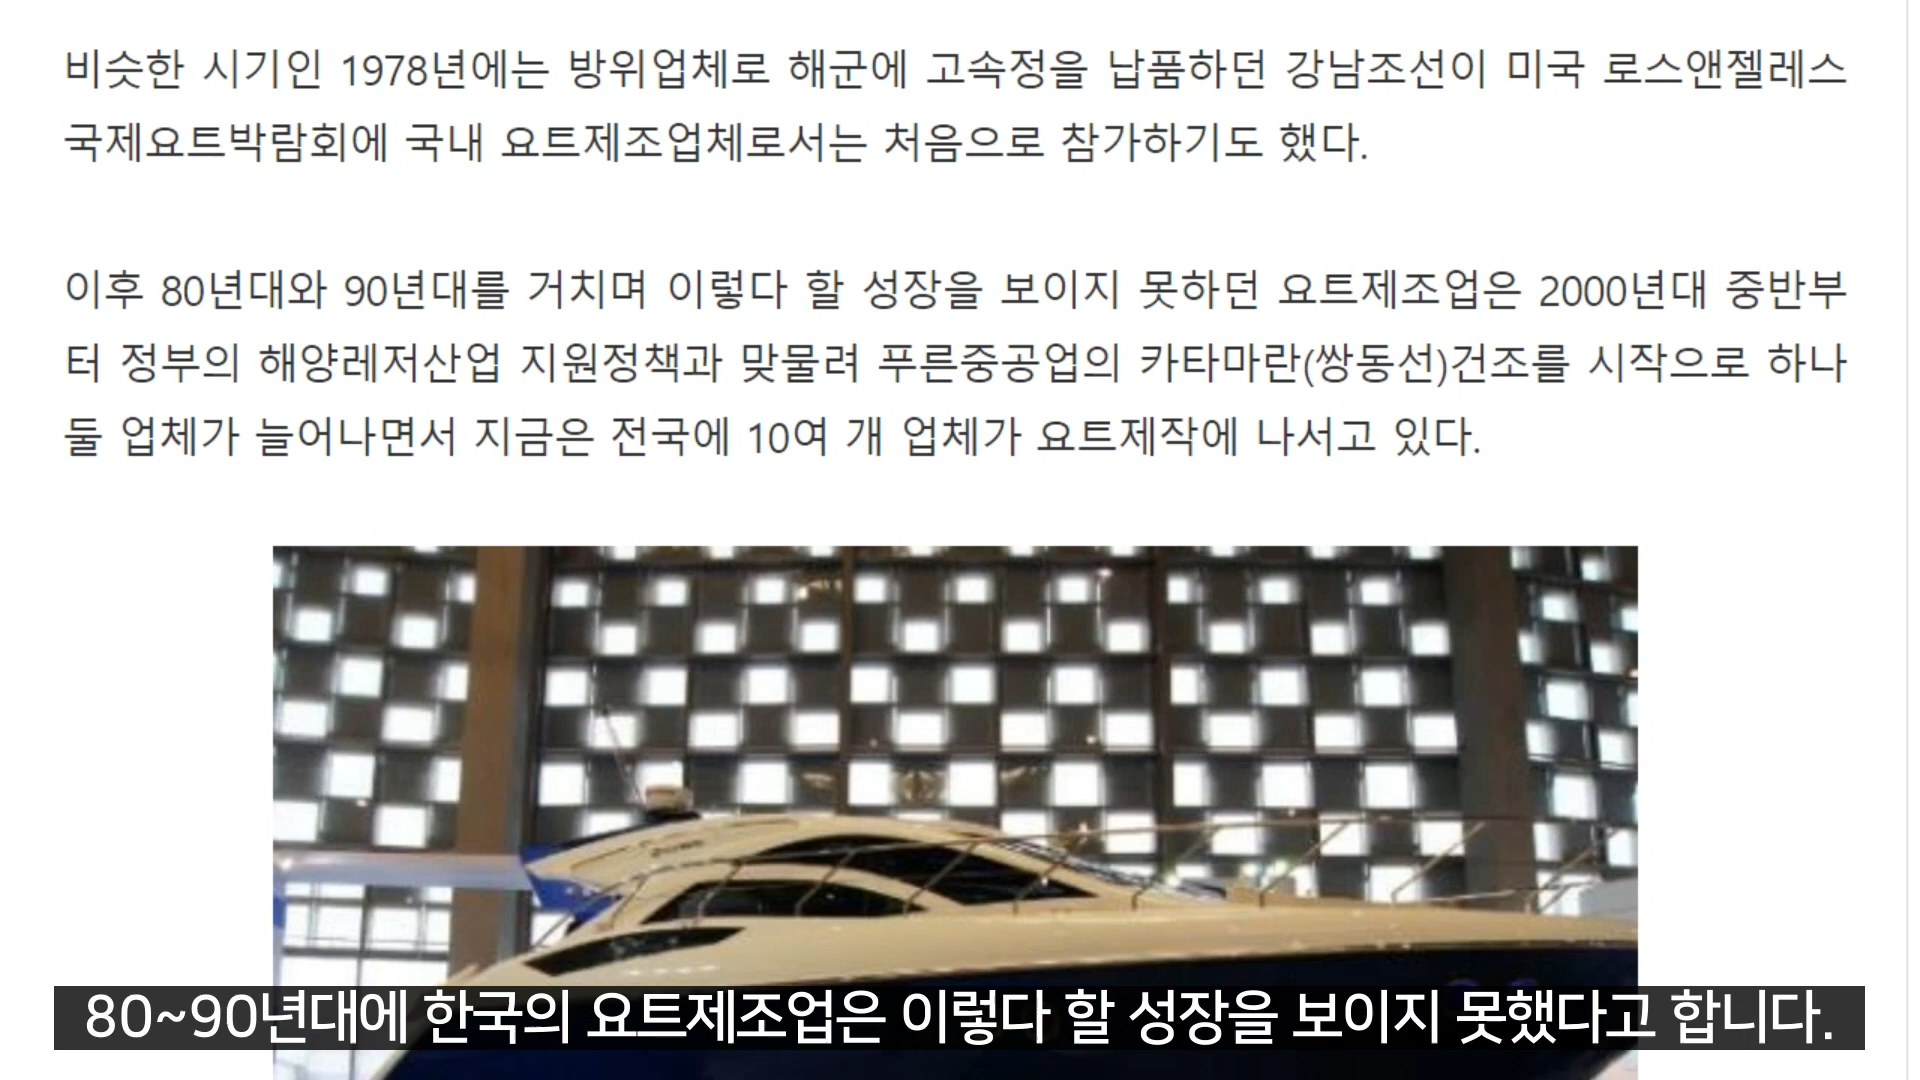 비슷한 시기인 1978년에는 방위업체로 해군에 고속정을 납품하던 강남조선이 미국 로스앤젤레스
국제요트박람회에 국내 요트제조업체로서는 처음으로 참가하기도 했다.
이후 80년대와 90년대를 거치며 이렇다 할 성장을 보이지 못하던 요트제조업은 2000년대 중반부
터 정부의 해양레저산업 지원정책과 맞물려 푸른중공업의 카타마란(쌍동선)건조를 시작으로 하나
둘 업체가 늘어나면서 지금은 전국에 10여 개 업체가 요트제작에 나서고 있다.
80~90년대에 한국의 요트제조업은 이렇다 할 성장을 보이지 못했다고 합니다.